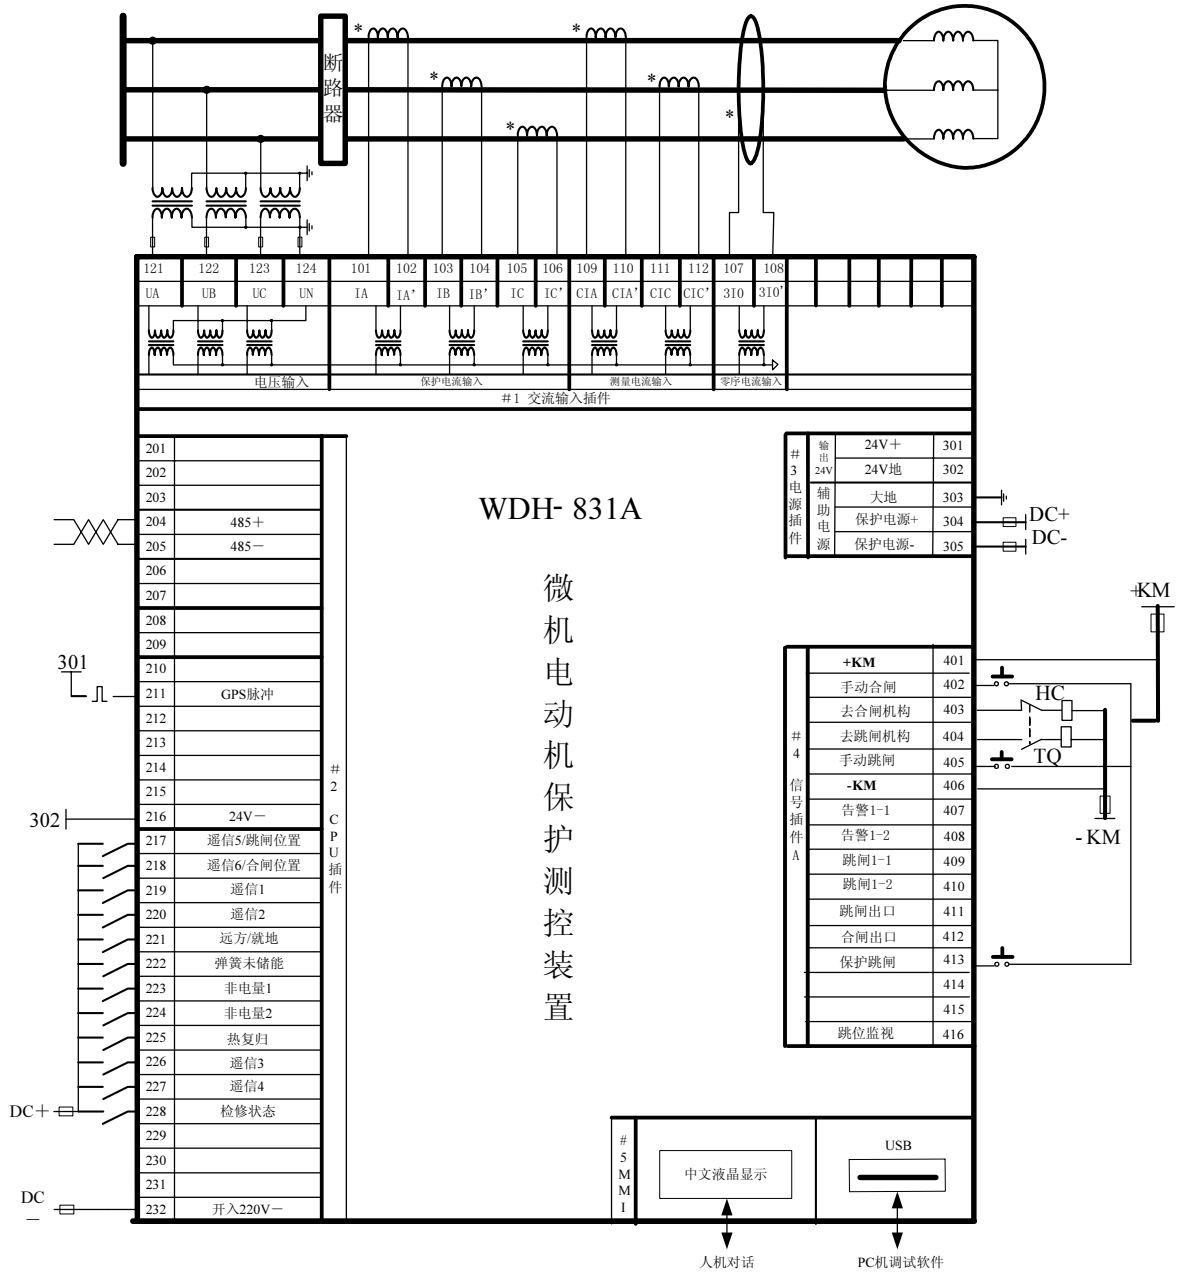 断路器
* * * * * *
121 122 123 124 101 102 103 104 105 106 109 110 111 112 107 108
UA UB UC UN IA IA' IB IB' IC IC' CIA CIA' CIC CIC' 3I0 3I0'
电压输入 保护电流输入 测量电流输入 零序电流输入
#1 交流输入插件
WDH-831A
微机电动机保护测控装置
#2 CPU插件
201
202
203
204 485+
205 485-
206
207
208
209
210
301
211 GPS脉冲
212
213
214
215
302 216 24V-
217 遥信5/跳闸位置
218 遥信6/合闸位置
219 遥信1
220 遥信2
221 远方/就地
222 弹簧未储能
223 非电量1
224 非电量2
225 热复归
226 遥信3
227 遥信4
DC+ 228 检修状态
229
230
231
DC- 232 开入220V-
#3电源插件
输出24V
24V+ 301
24V地 302
辅助电源
大地 303
保护电源+ 304 DC+
保护电源- 305 DC-
#4 信号插件A
+KM
+KM 401
手动合闸 402
HC
去合闸机构 403
去跳闸机构 404
TQ
手动跳闸 405
-KM 406
告警1-1 407
-KM
告警1-2 408
跳闸1-1 409
跳闸1-2 410
跳闸出口 411
合闸出口 412
保护跳闸 413
414
415
跳位监视 416
#5MMI
中文液晶显示
USB
人机对话
PC机调试软件